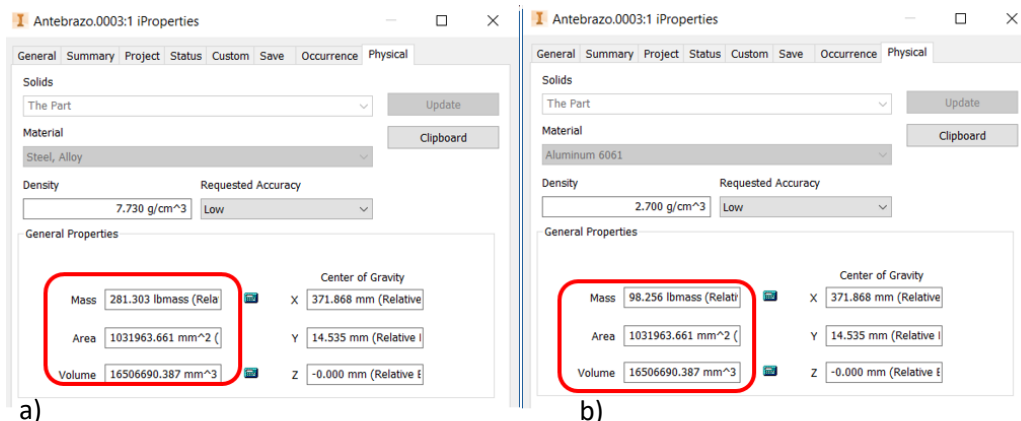 Antebrazo.0003:1 iProperties
General Summary Project Status Custom Save Occurrence Physical
Solids
The Part
Update
Material
Clipboard
Steel, Alloy
Density Requested Accuracy
7.730 g/cm^3 Low
General Properties
Center of Gravity
Mass 281.303 lbmass (Rela X 371.868 mm (Relative
Area 1031963.661 mm^2 ( Y 14.535 mm (Relative
Volume 16506690.387 mm^3 Z -0.000 mm (Relative
a)
Antebrazo.0003:1 iProperties
General Summary Project Status Custom Save Occurrence Physical
Solids
The Part
Update
Material
Clipboard
Aluminum 6061
Density Requested Accuracy
2.700 g/cm^3 Low
General Properties
Center of Gravity
Mass 98.256 lbmass (Relati X 371.868 mm (Relative
Area 1031963.661 mm^2 ( Y 14.535 mm (Relative
Volume 16506690.387 mm^3 Z -0.000 mm (Relative
b)